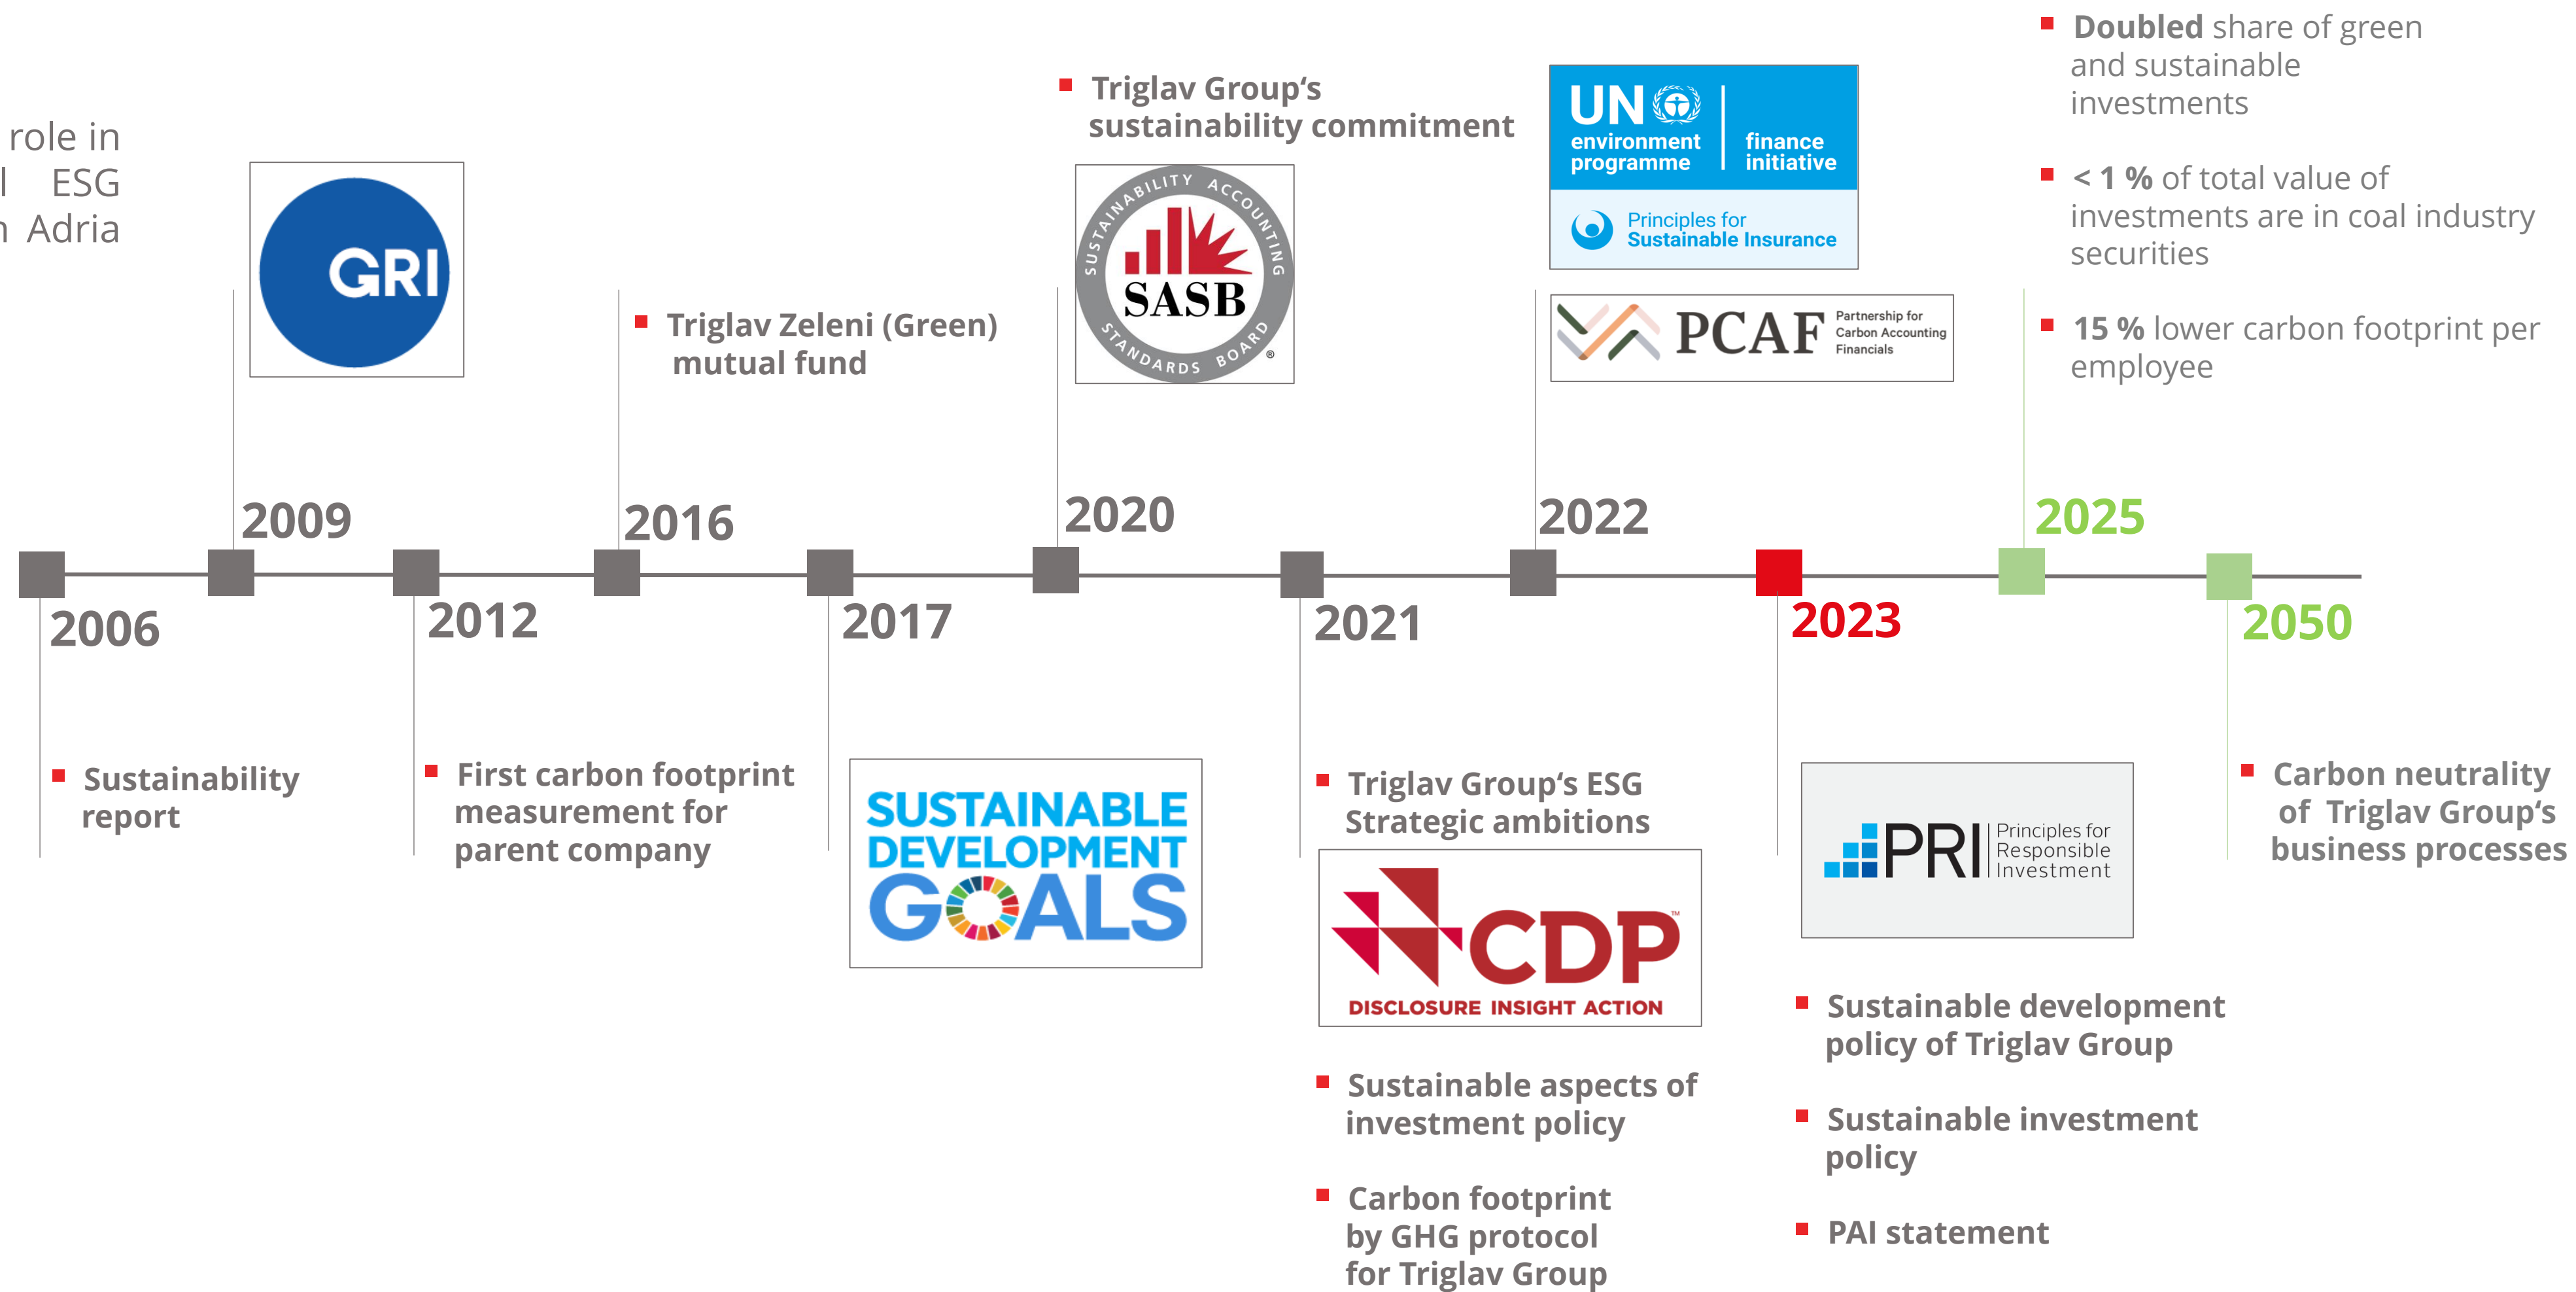 role in
ESG
Adria
GRI
2009
Triglav Zeleni (Green)
mutual fund
2016
Triglav Group‘s
sustainability commitment
SUSTAINABILITY ACCOUNTING
SASB
STANDARDS BOARD
®
2020
UN
environment
programme
finance
initiative
Principles for
Sustainable Insurance
PCAF
Partnership for
Carbon Accounting
Financials
2022
Doubled share of green
and sustainable
investments
< 1 % of total value of
investments are in coal industry
securities
15 % lower carbon footprint per
employee
2025
2006
Sustainability
report
2012
First carbon footprint
measurement for
parent company
2017
SUSTAINABLE
DEVELOPMENT
GOALS
2021
Triglav Group‘s ESG
Strategic ambitions
CDP™
DISCLOSURE INSIGHT ACTION
Sustainable aspects of
investment policy
Carbon footprint
by GHG protocol
for Triglav Group
2023
PRI
Principles for
Responsible
Investment
Sustainable development
policy of Triglav Group
Sustainable investment
policy
PAI statement
2050
Carbon neutrality
of Triglav Group‘s
business processes